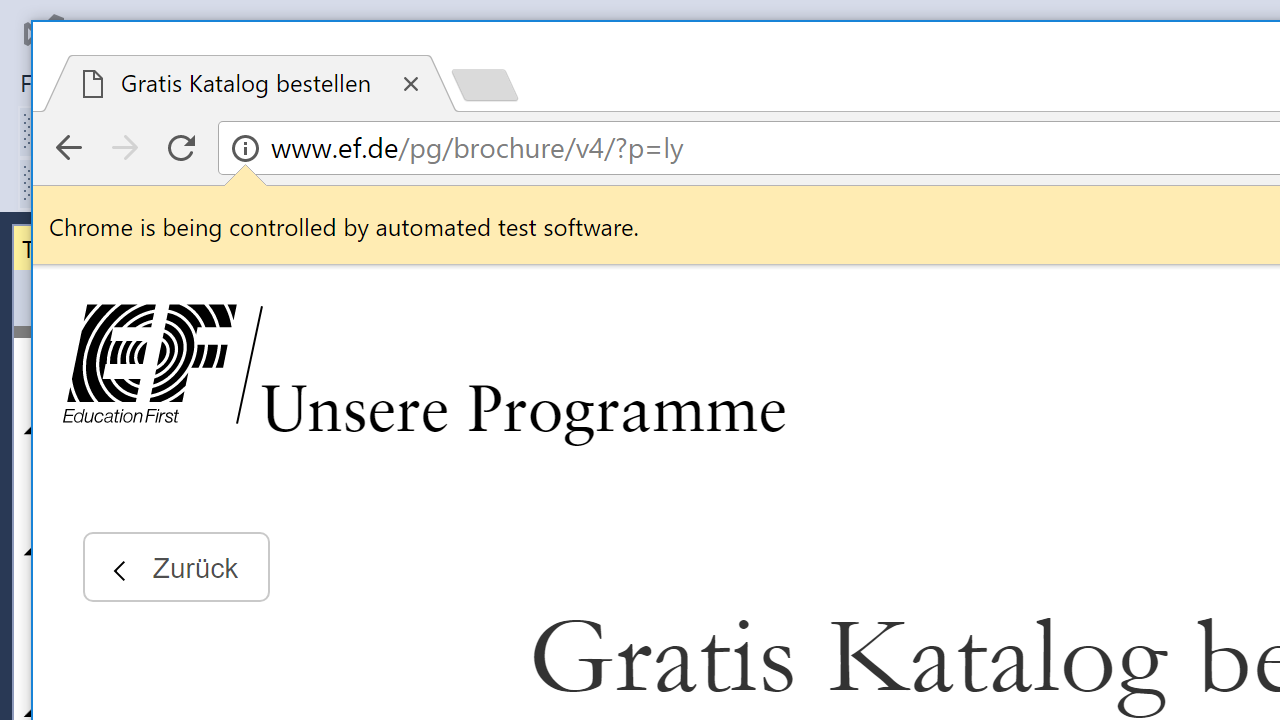 F
Gratis Katalog bestellen
www.ef.de/pg/brochure/v4/?p=ly
T
Chrome is being controlled by automated test software.
EF
Education First
Unsere Programme
Zurück
Gratis Katalog be